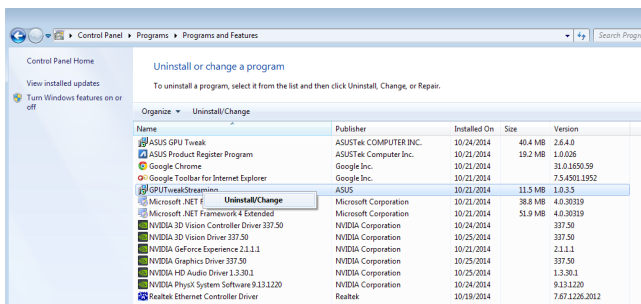 Control Panel ▸ Programs ▸ Programs and Features
Search Progr
Control Panel Home
View installed updates
Turn Windows features on or
off
Uninstall or change a program
To uninstall a program, select it from the list and then click Uninstall, Change, or Repair.
Organize Uninstall/Change
Name Publisher Installed On Size Version
ASUS GPU Tweak ASUSTek COMPUTER INC. 10/24/2014 40.4 MB 2.6.4.0
ASUS Product Register Program ASUSTek Computer Inc. 10/21/2014 19.2 MB 1.0.026
Google Chrome Google Inc. 10/21/2014 31.0.1650.59
Google Toolbar for Internet Explorer Google Inc. 10/21/2014 7.5.4501.1952
GPUTweakStreaming ASUS 10/21/2014 11.5 MB 1.0.3.5
Uninstall/Change
Microsoft .NET F Microsoft Corporation 10/21/2014 38.8 MB 4.0.30319
Microsoft .NET Framework 4 Extended Microsoft Corporation 10/21/2014 51.9 MB 4.0.30319
NVIDIA 3D Vision Controller Driver 337.50 NVIDIA Corporation 10/24/2014 337.50
NVIDIA 3D Vision Driver 337.50 NVIDIA Corporation 10/25/2014 337.50
NVIDIA GeForce Experience 2.1.1.1 NVIDIA Corporation 10/21/2014 2.1.1.1
NVIDIA Graphics Driver 337.50 NVIDIA Corporation 10/25/2014 337.50
NVIDIA HD Audio Driver 1.3.30.1 NVIDIA Corporation 10/25/2014 1.3.30.1
NVIDIA PhysX System Software 9.13.1220 NVIDIA Corporation 10/24/2014 9.13.1220
Realtek Ethernet Controller Driver Realtek 10/19/2014 7.67.1226.2012